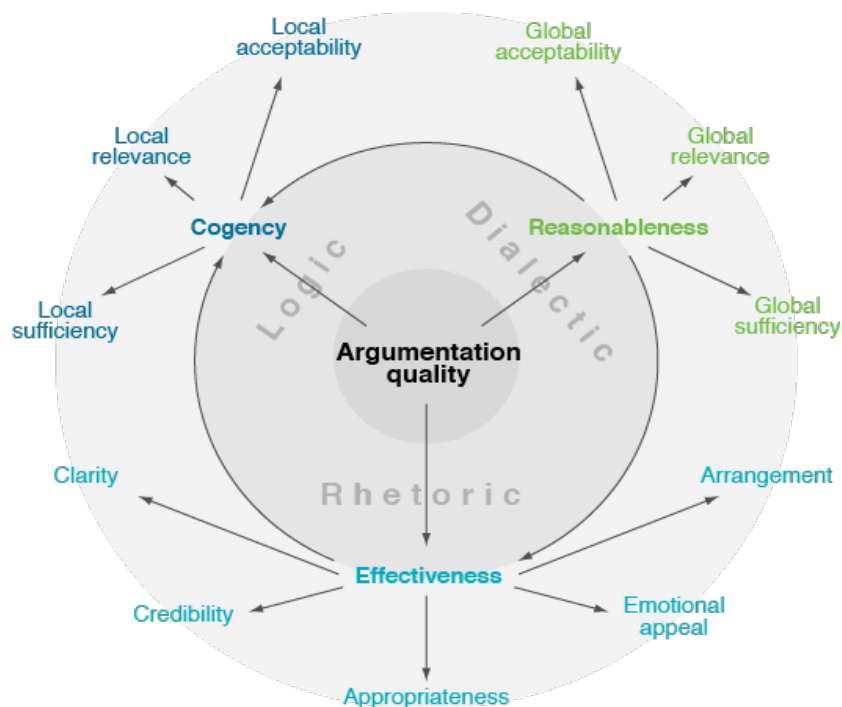 Local
acceptability
Global
acceptability
Local
relevance
Global
relevance
Cogency
Reasonableness
Logic
Dialectic
Local
sufficiency
Global
sufficiency
Argumentation
quality
Clarity
Arrangement
Rhetoric
Effectiveness
Credibility
Emotional
appeal
Appropriateness